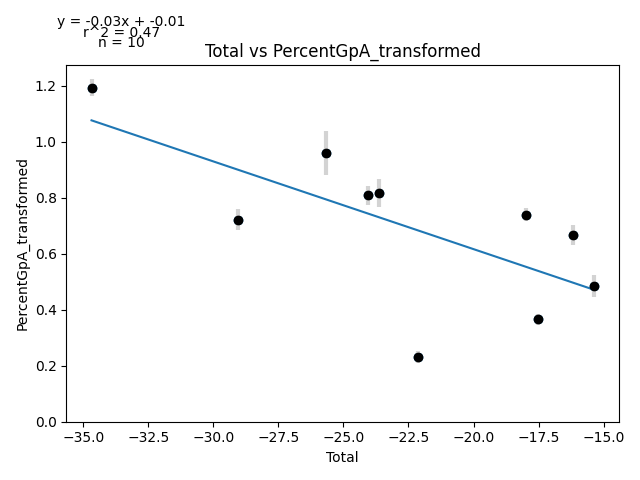 y = -0.03x + -0.01
r^2 = 0.47
n = 10
Total vs PercentGpA_transformed
PercentGpA_transformed
1.2
1.0
0.8
0.6
0.4
0.2
0.0
−35.0 −32.5 −30.0 −27.5 −25.0 −22.5 −20.0 −17.5 −15.0
Total